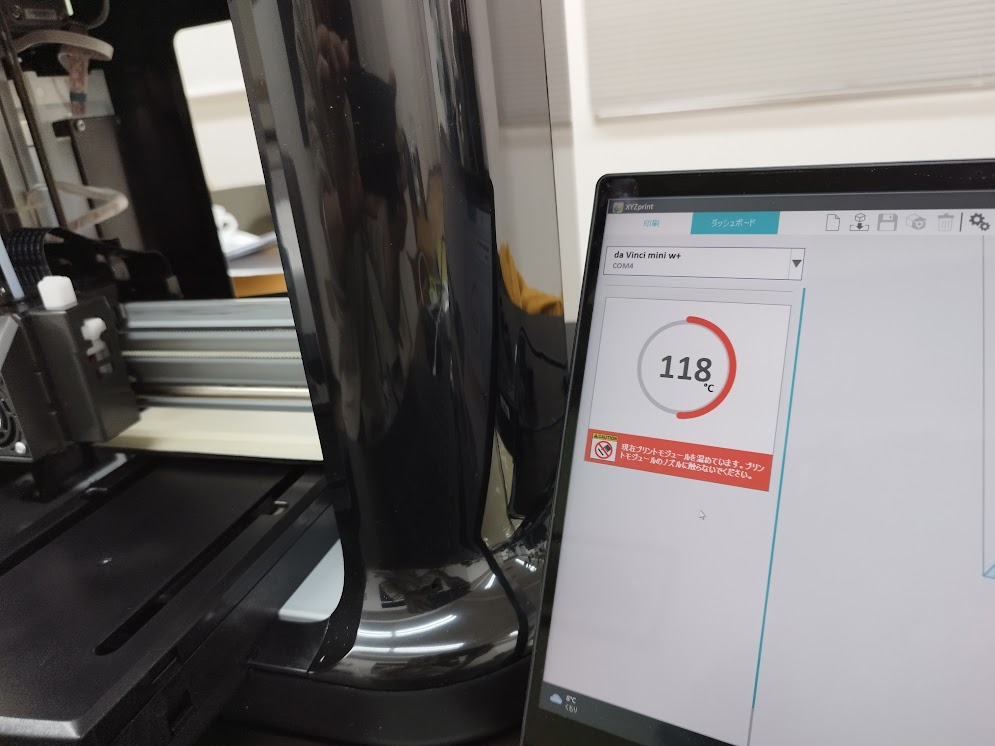 XYZprint
印刷
ダッシュボード
da Vinci mini w+
COM4
118
°C
CAUTION
現在プリントモジュールを温めています。プリン
トモジュールのノズルに触らないでください。
8°C
くもり